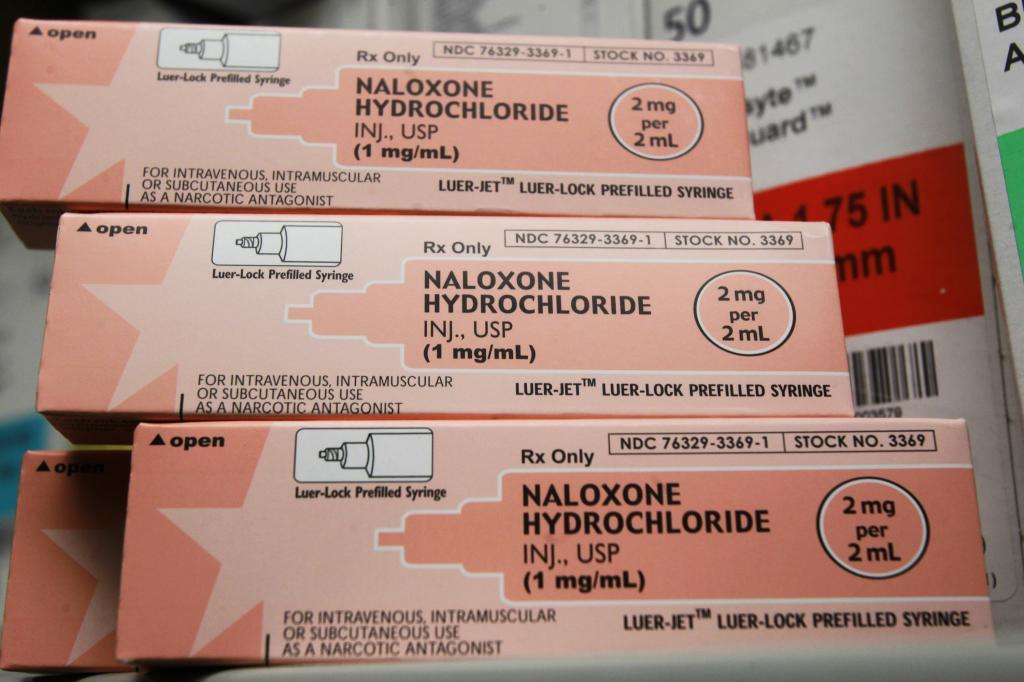 ▲ open
Rx Only
NDC 76329-3369-1 | STOCK NO. 3369
Luer-Lock Prefilled Syringe
NALOXONE
HYDROCHLORIDE
INJ., USP
(1 mg/mL)
2 mg
per
2 mL
FOR INTRAVENOUS, INTRAMUSCULAR
OR SUBCUTANEOUS USE
AS A NARCOTIC ANTAGONIST
LUER-JET™ LUER-LOCK PREFILLED SYRINGE
▲ open
Rx Only
NDC 76329-3369-1 | STOCK NO. 3369
Luer-Lock Prefilled Syringe
NALOXONE
HYDROCHLORIDE
INJ., USP
(1 mg/mL)
2 mg
per
2 mL
FOR INTRAVENOUS, INTRAMUSCULAR
OR SUBCUTANEOUS USE
AS A NARCOTIC ANTAGONIST
LUER-JET™ LUER-LOCK PREFILLED SYRINGE
▲ open
Rx Only
NDC 76329-3369-1 | STOCK NO. 3369
Luer-Lock Prefilled Syringe
NALOXONE
HYDROCHLORIDE
INJ., USP
(1 mg/mL)
2 mg
per
2 mL
FOR INTRAVENOUS, INTRAMUSCULAR
OR SUBCUTANEOUS USE
AS A NARCOTIC ANTAGONIST
LUER-JET™ LUER-LOCK PREFILLED SYRINGE
▲ open
50
81467
yte™
uard™
1.75 IN
mm
B
A